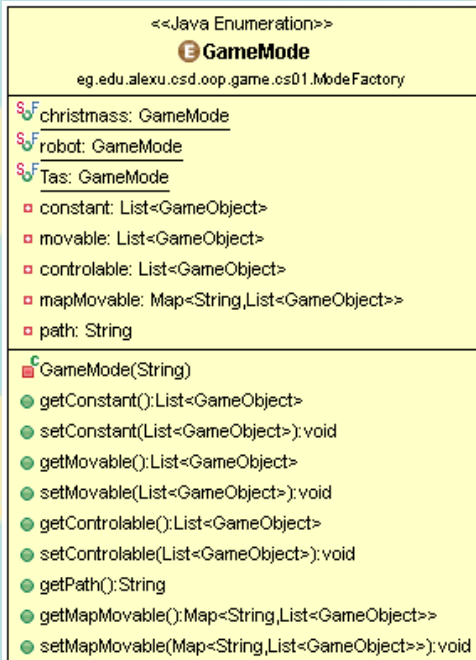 <<Java Enumeration>>
E GameMode
eg.edu.alexu.csd.oop.game.cs01.ModeFactory
S F christmass: GameMode
S F robot: GameMode
S F Tas: GameMode
constant: List<GameObject>
movable: List<GameObject>
controlable: List<GameObject>
mapMovable: Map<String,List<GameObject>>
path: String
C GameMode(String)
getConstant():List<GameObject>
setConstant(List<GameObject>):void
getMovable():List<GameObject>
setMovable(List<GameObject>):void
getControlable():List<GameObject>
setControlable(List<GameObject>):void
getPath():String
getMapMovable():Map<String,List<GameObject>>
setMapMovable(Map<String,List<GameObject>>):void